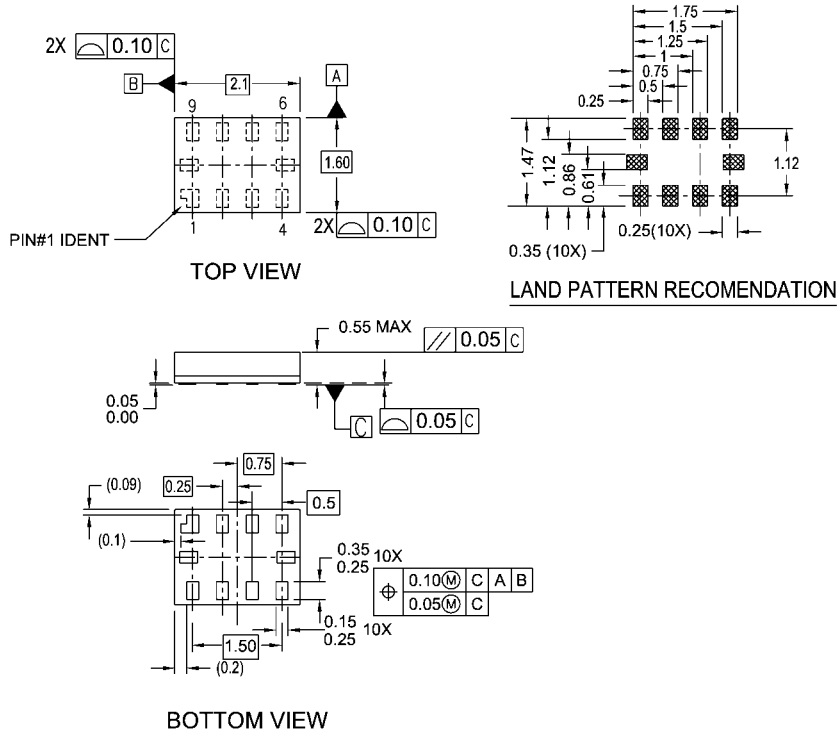 2X ⌓ 0.10 C
B
2.1
A
9 6
1.60
PIN#1 IDENT
1 4
2X ⌓ 0.10 C
TOP VIEW
1.75
1.5
1.25
1
0.75
0.5
0.25
1.47
1.12
0.86
0.61
1.12
0.35 (10X)
0.25(10X)
LAND PATTERN RECOMENDATION
0.55 MAX
// 0.05 C
0.05
0.00
C
⌓ 0.05 C
0.75
(0.09)
0.25
0.5
(0.1)
0.35
0.25 10X
⌖ 0.10Ⓜ C A B
0.05Ⓜ C
0.15
0.25 10X
1.50
(0.2)
BOTTOM VIEW